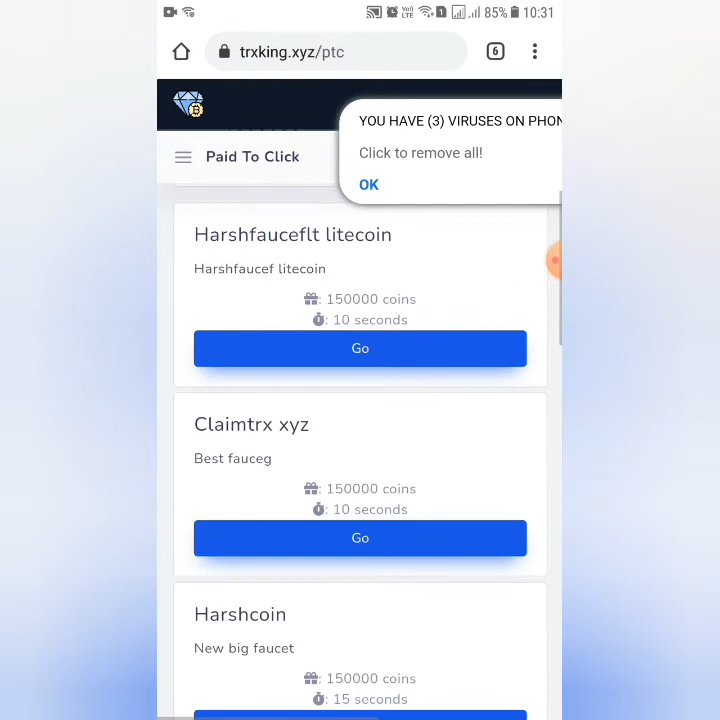 85% 10:31
trxking.xyz/ptc
6
YOU HAVE (3) VIRUSES ON PHON
Click to remove all!
OK
Paid To Click
Harshfauceflt litecoin
Harshfaucef litecoin
: 150000 coins
: 10 seconds
Go
Claimtrx xyz
Best fauceg
: 150000 coins
: 10 seconds
Go
Harshcoin
New big faucet
: 150000 coins
: 15 seconds